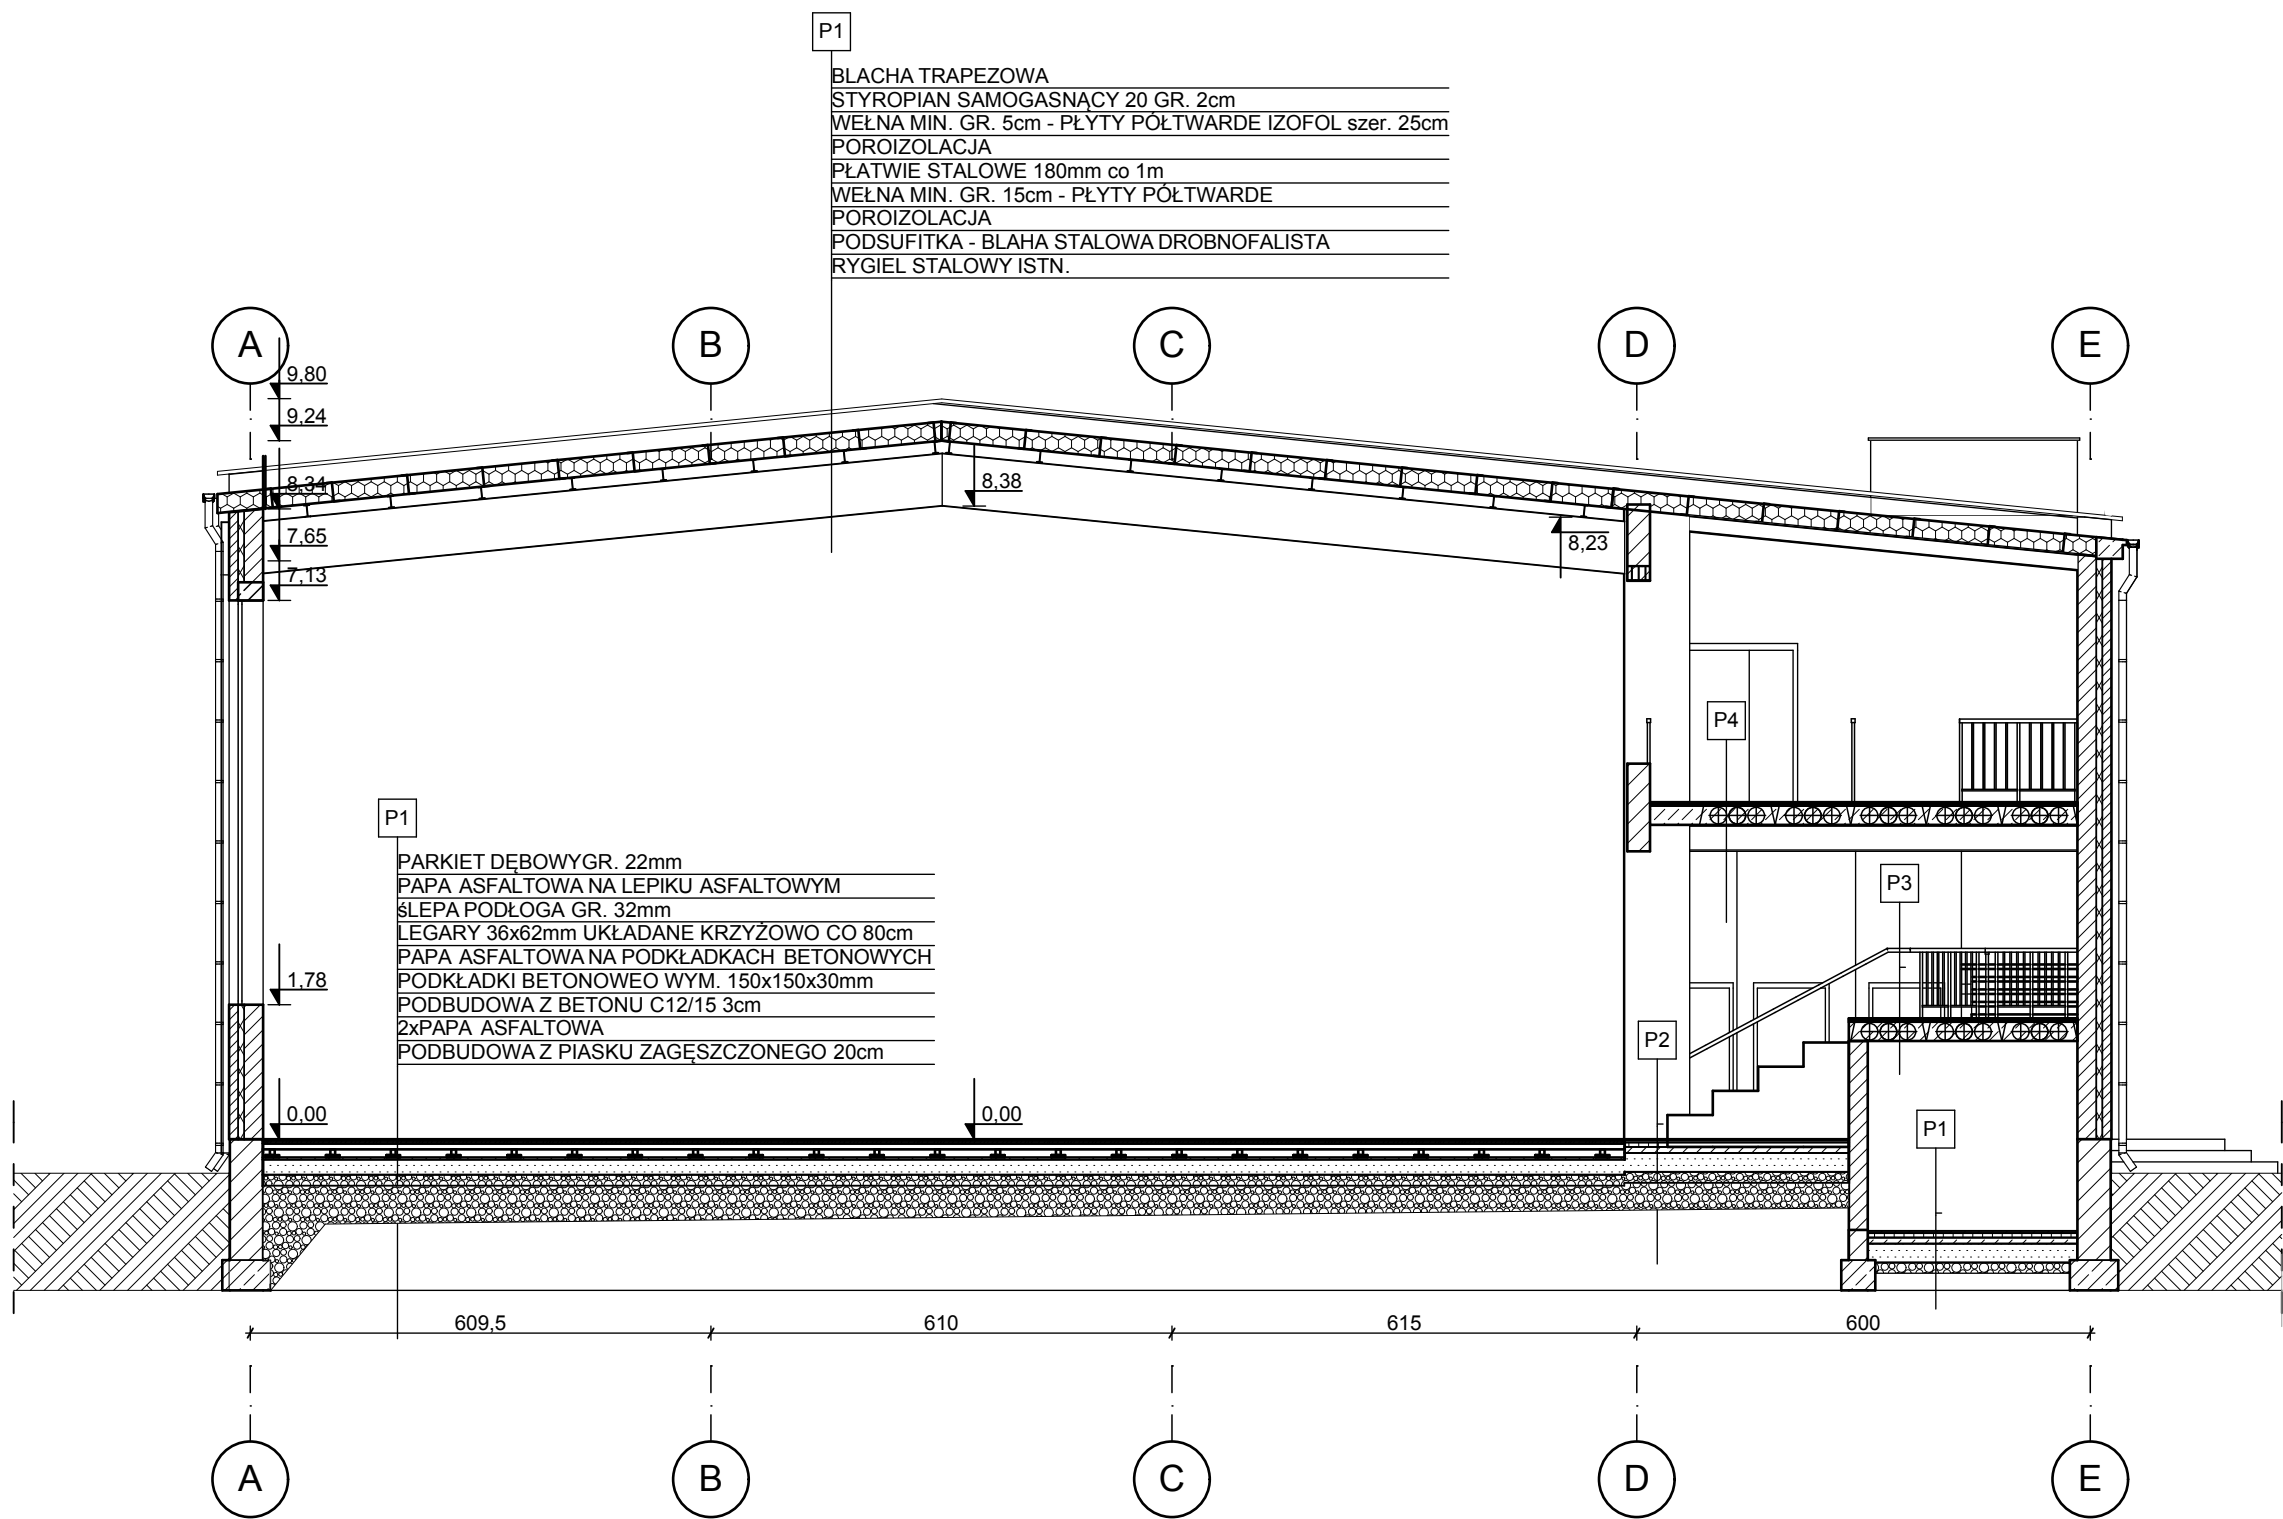 P1
BLACHA TRAPEZOWA
STYROPIAN SAMOGASNĄCY 20 GR. 2cm
WEŁNA MIN. GR. 5cm - PŁYTY PÓŁTWARDE IZOFOL szer. 25cm
POROIZOLACJA
PŁATWIE STALOWE 180mm co 1m
WEŁNA MIN. GR. 15cm - PŁYTY PÓŁTWARDE
POROIZOLACJA
PODSUFITKA - BLAHA STALOWA DROBNOFALISTA
RYGIEL STALOWY ISTN.
A B C D E
9,80
9,24
8,34
8,38
7,65
8,23
7,13
P4
P1
PARKIET DĘBOWYGR. 22mm
PAPA ASFALTOWA NA LEPIKU ASFALTOWYM
śLEPA PODŁOGA GR. 32mm
LEGARY 36x62mm UKŁADANE KRZYŻOWO CO 80cm
PAPA ASFALTOWA NA PODKŁADKACH BETONOWYCH
PODKŁADKI BETONOWEO WYM. 150x150x30mm
PODBUDOWA Z BETONU C12/15 3cm
2xPAPA ASFALTOWA
PODBUDOWA Z PIASKU ZAGĘSZCZONEGO 20cm
P3
1,78
P2
0,00
0,00
P1
609,5 610 615 600
A B C D E